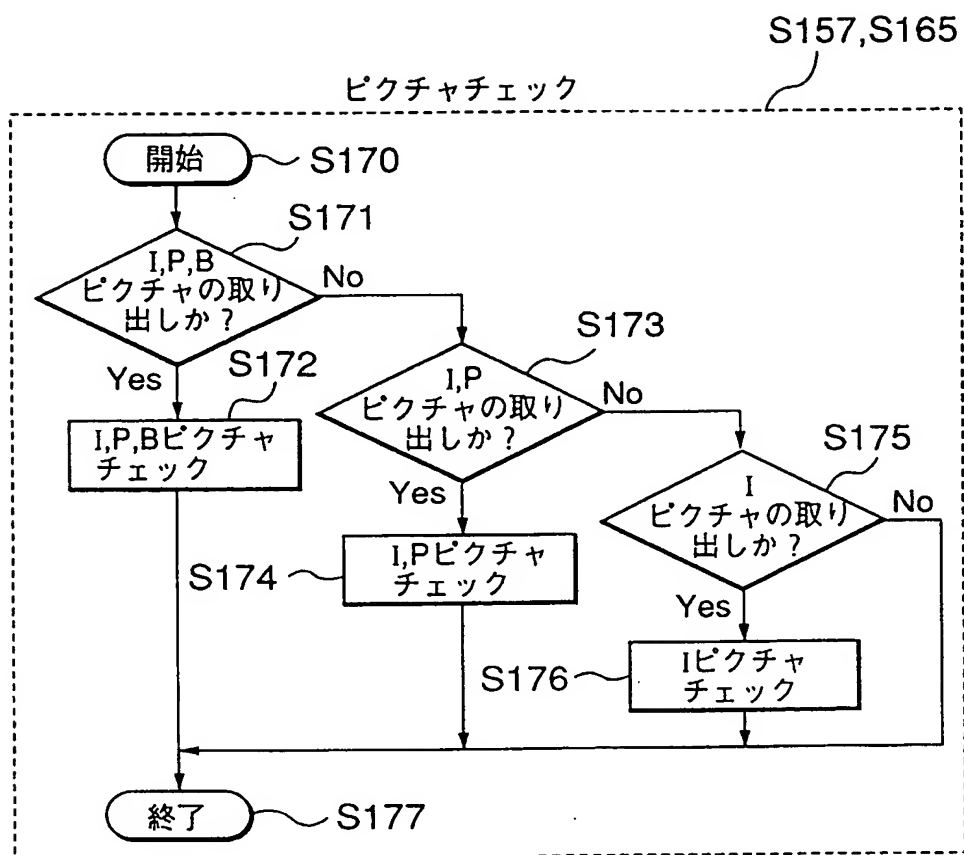 S157,S165
ピクチャチェック
開始
S170
S171
I,P,B
ピクチャの取り
出しか？
No
Yes
S172
I,P,Bピクチャ
チェック
S173
I,P
ピクチャの取り
出しか？
No
Yes
S174
I,Pピクチャ
チェック
S175
I
ピクチャの取り
出しか？
No
Yes
S176
Iピクチャ
チェック
終了
S177